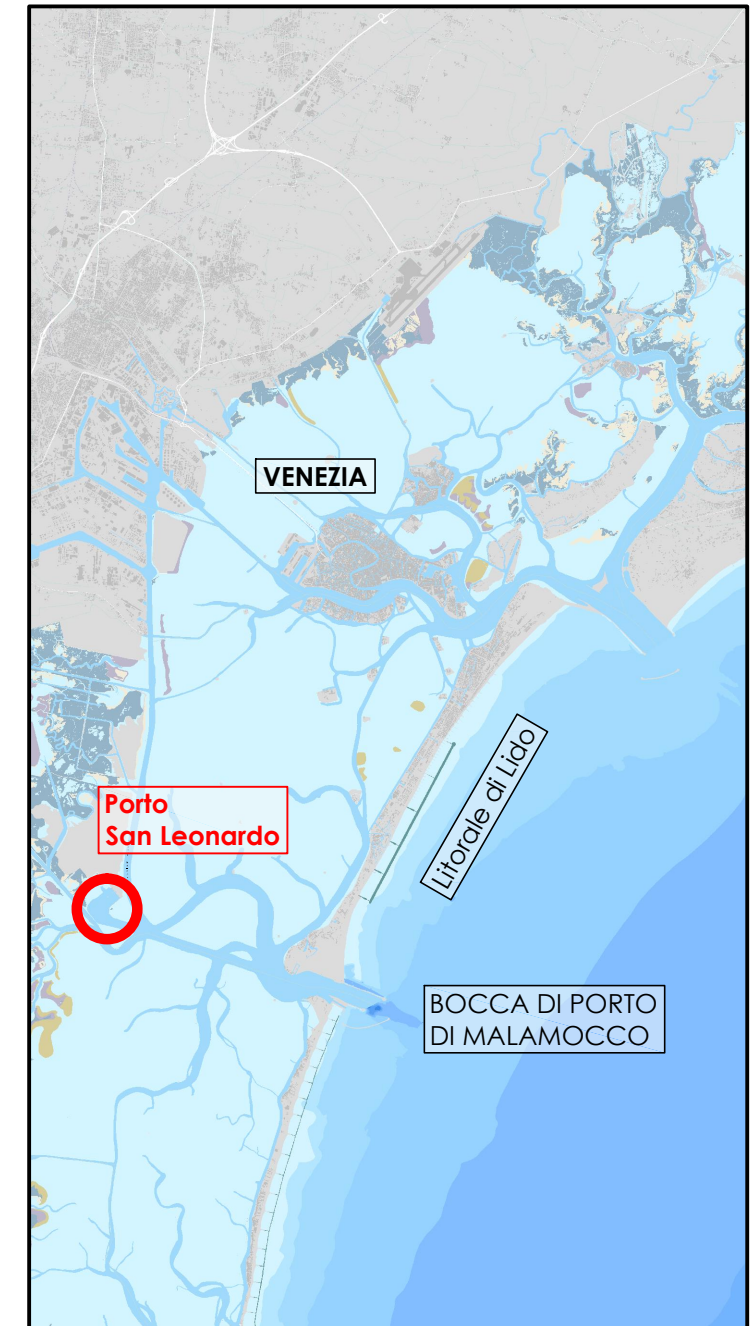 VENEZIA
Porto
San Leonardo
Litorale di Lido
BOCCA DI PORTO
DI MALAMOCCO